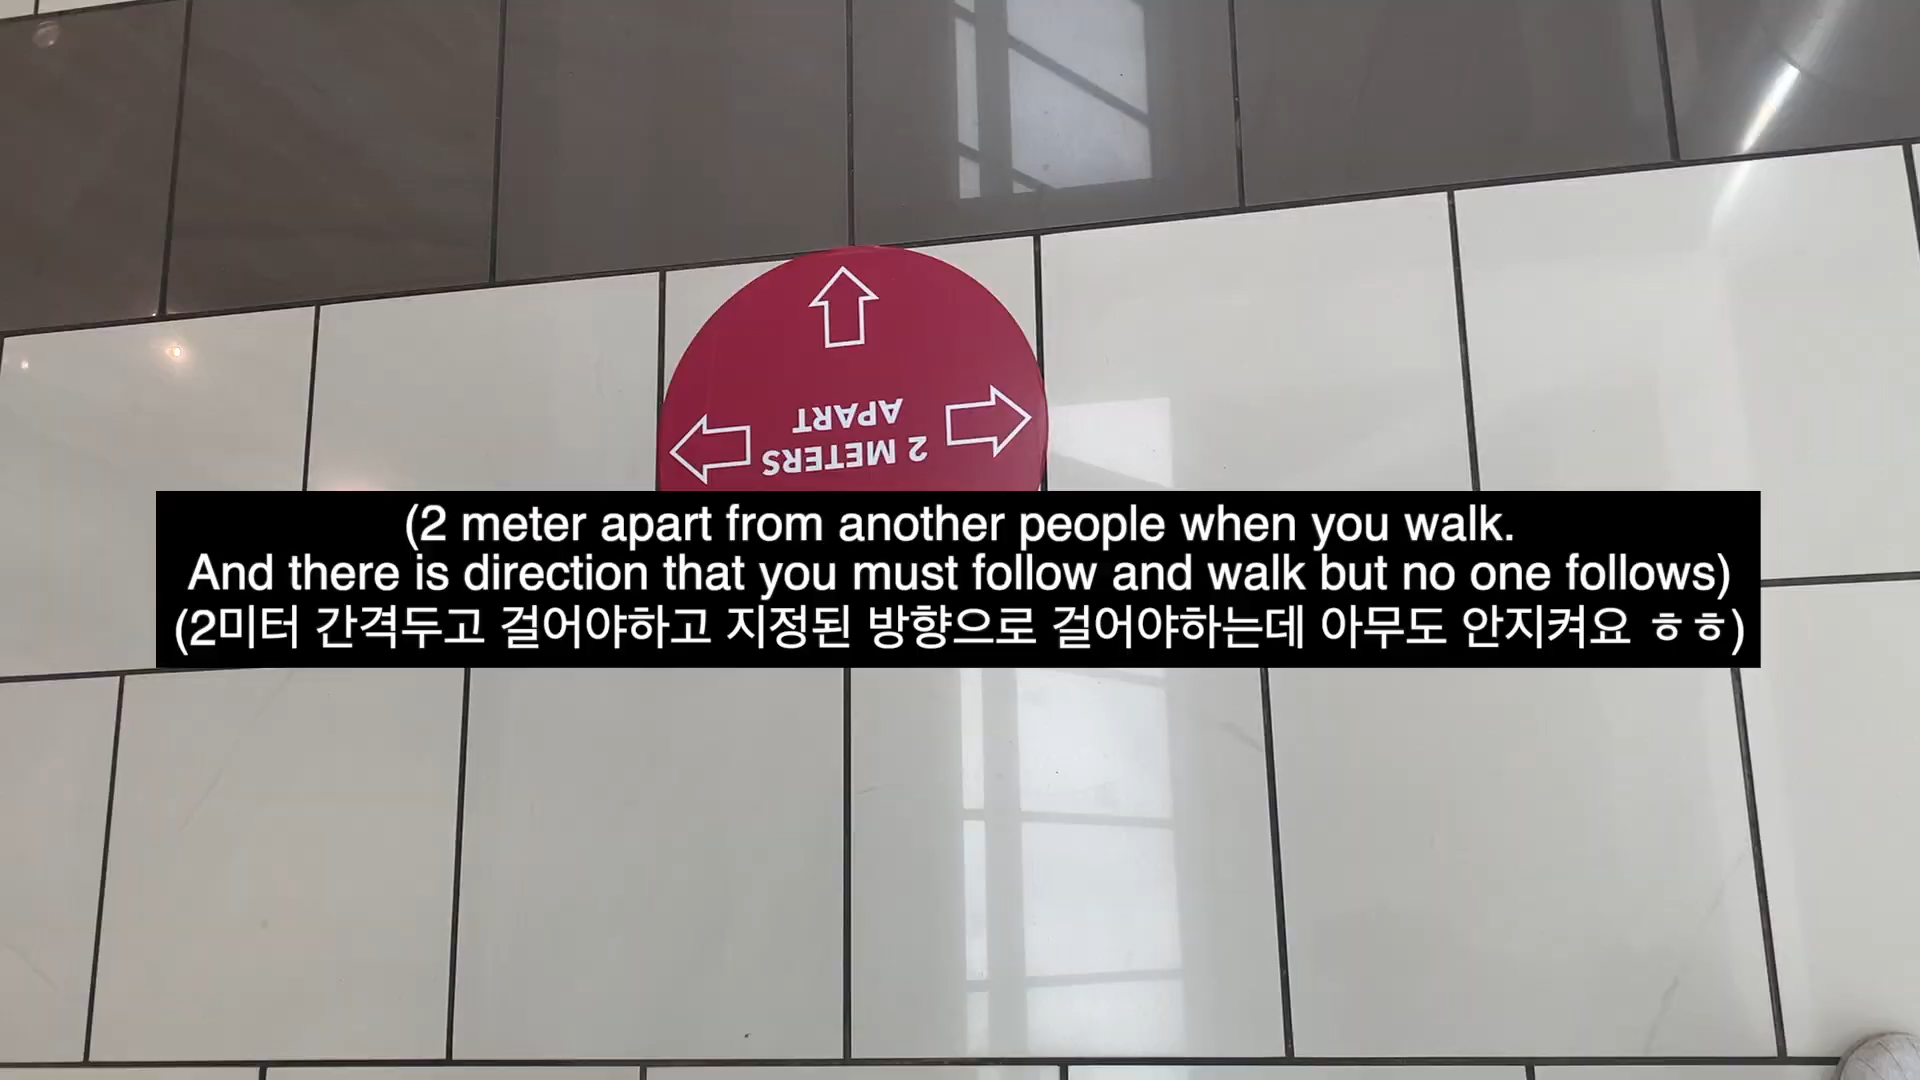 2 METERS
APART
(2 meter apart from another people when you walk.
And there is direction that you must follow and walk but no one follows)
(2미터 간격두고 걸어야하고 지정된 방향으로 걸어야하는데 아무도 안지켜요 ㅎㅎ)